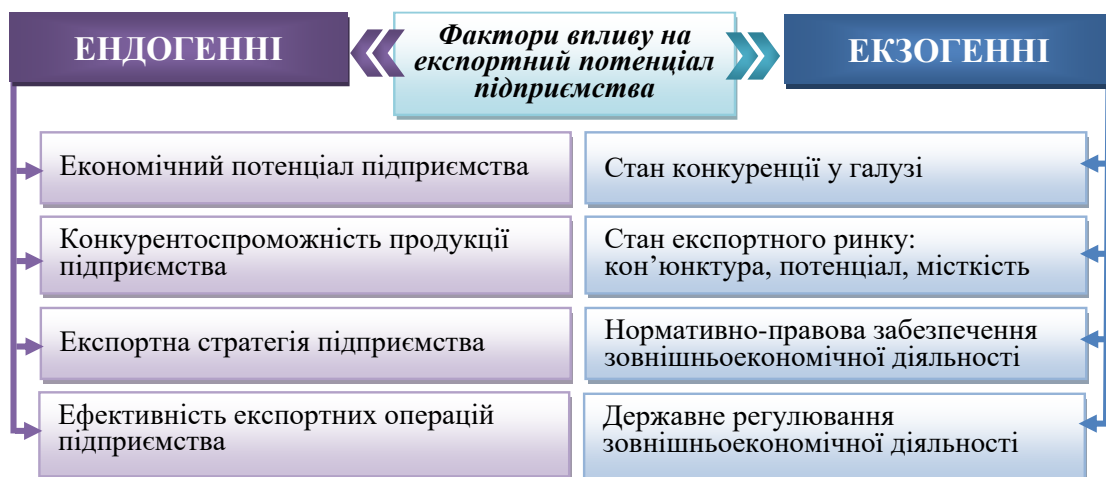 ЕНДОГЕННІ
Фактори впливу на
експортний потенціал
підприємства
ЕКЗОГЕННІ
Економічний потенціал підприємства
Конкурентоспроможність продукції
підприємства
Експортна стратегія підприємства
Ефективність експортних операцій
підприємства
Стан конкуренції у галузі
Стан експортного ринку:
кон’юнктура, потенціал, місткість
Нормативно-правова забезпечення
зовнішньоекономічної діяльності
Державне регулювання
зовнішньоекономічної діяльності